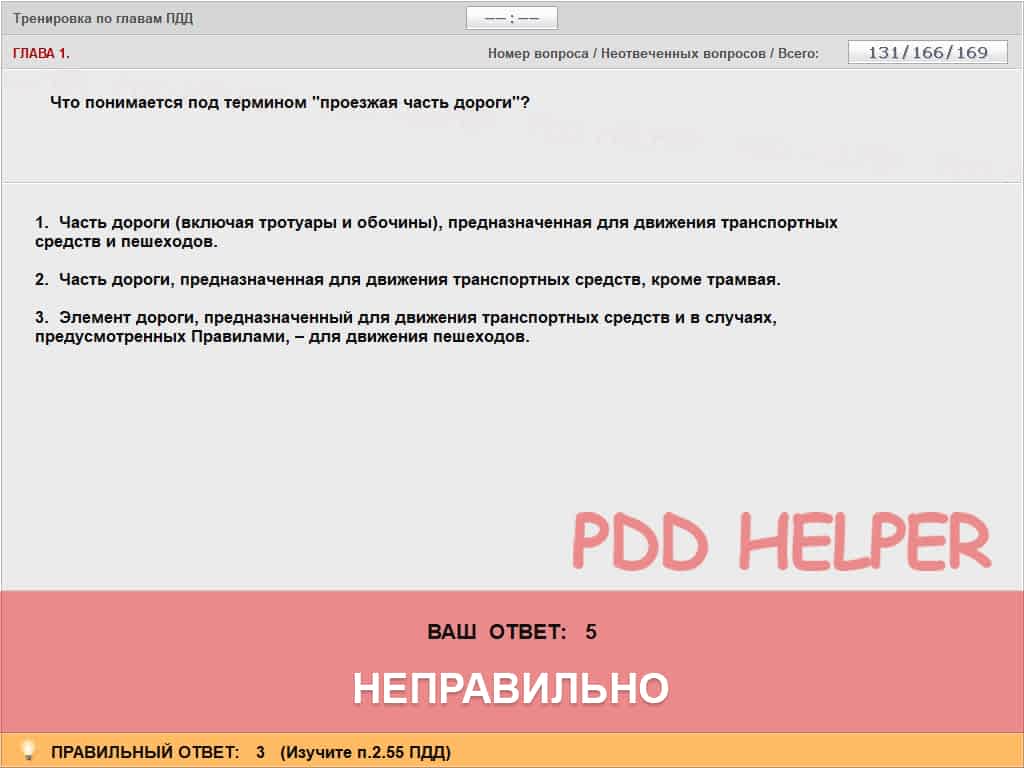 Тренировка по главам ПДД
–– : ––
ГЛАВА 1.
Номер вопроса / Неотвеченных вопросов / Всего:
131/166/169
Что понимается под термином "проезжая часть дороги"?
1. Часть дороги (включая тротуары и обочины), предназначенная для движения транспортных
средств и пешеходов.
2. Часть дороги, предназначенная для движения транспортных средств, кроме трамвая.
3. Элемент дороги, предназначенный для движения транспортных средств и в случаях,
предусмотренных Правилами, – для движения пешеходов.
PDD HELPER
ВАШ ОТВЕТ: 5
НЕПРАВИЛЬНО
ПРАВИЛЬНЫЙ ОТВЕТ: 3 (Изучите п.2.55 ПДД)